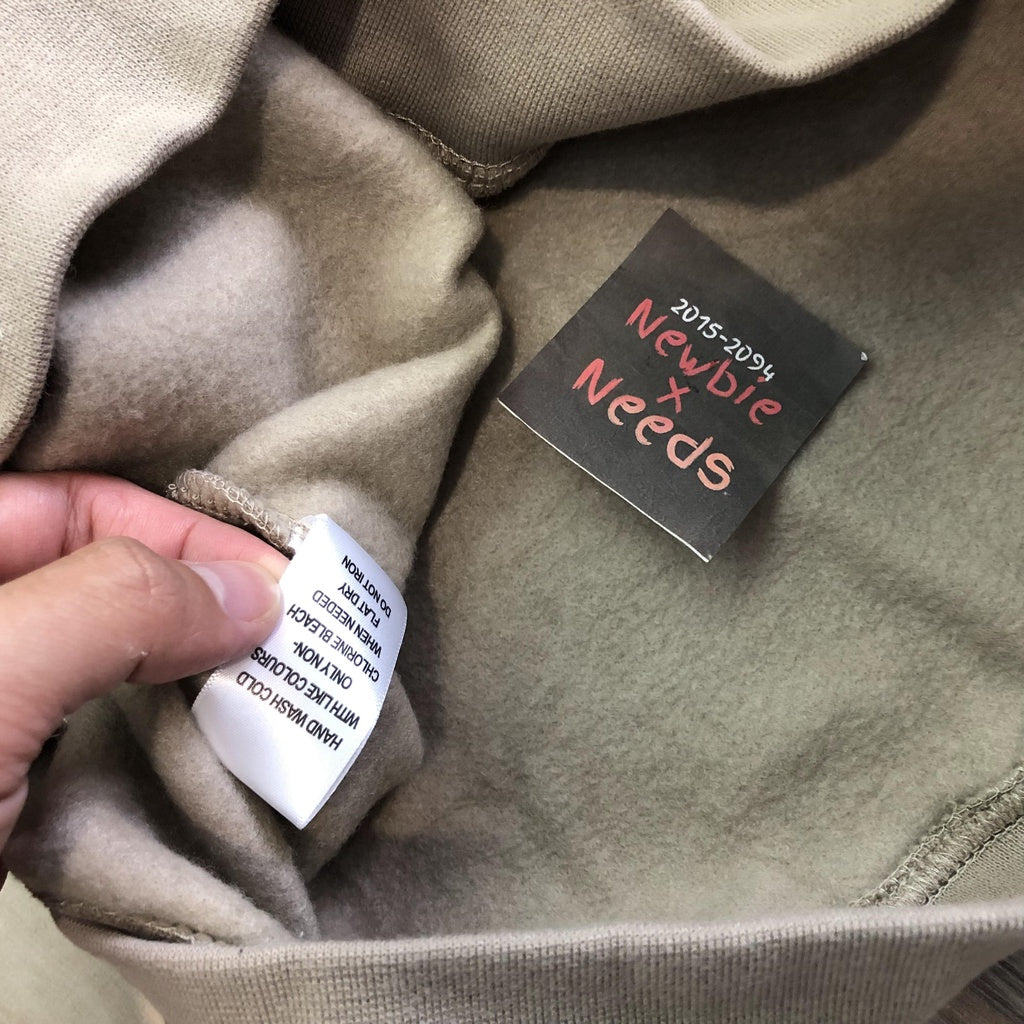 2015-2094
Newbie
x
Needs
HAND WASH COLD
WITH LIKE COLOURS
ONLY NON-
CHLORINE BLEACH
WHEN NEEDED
FLAT DRY
DO NOT IRON